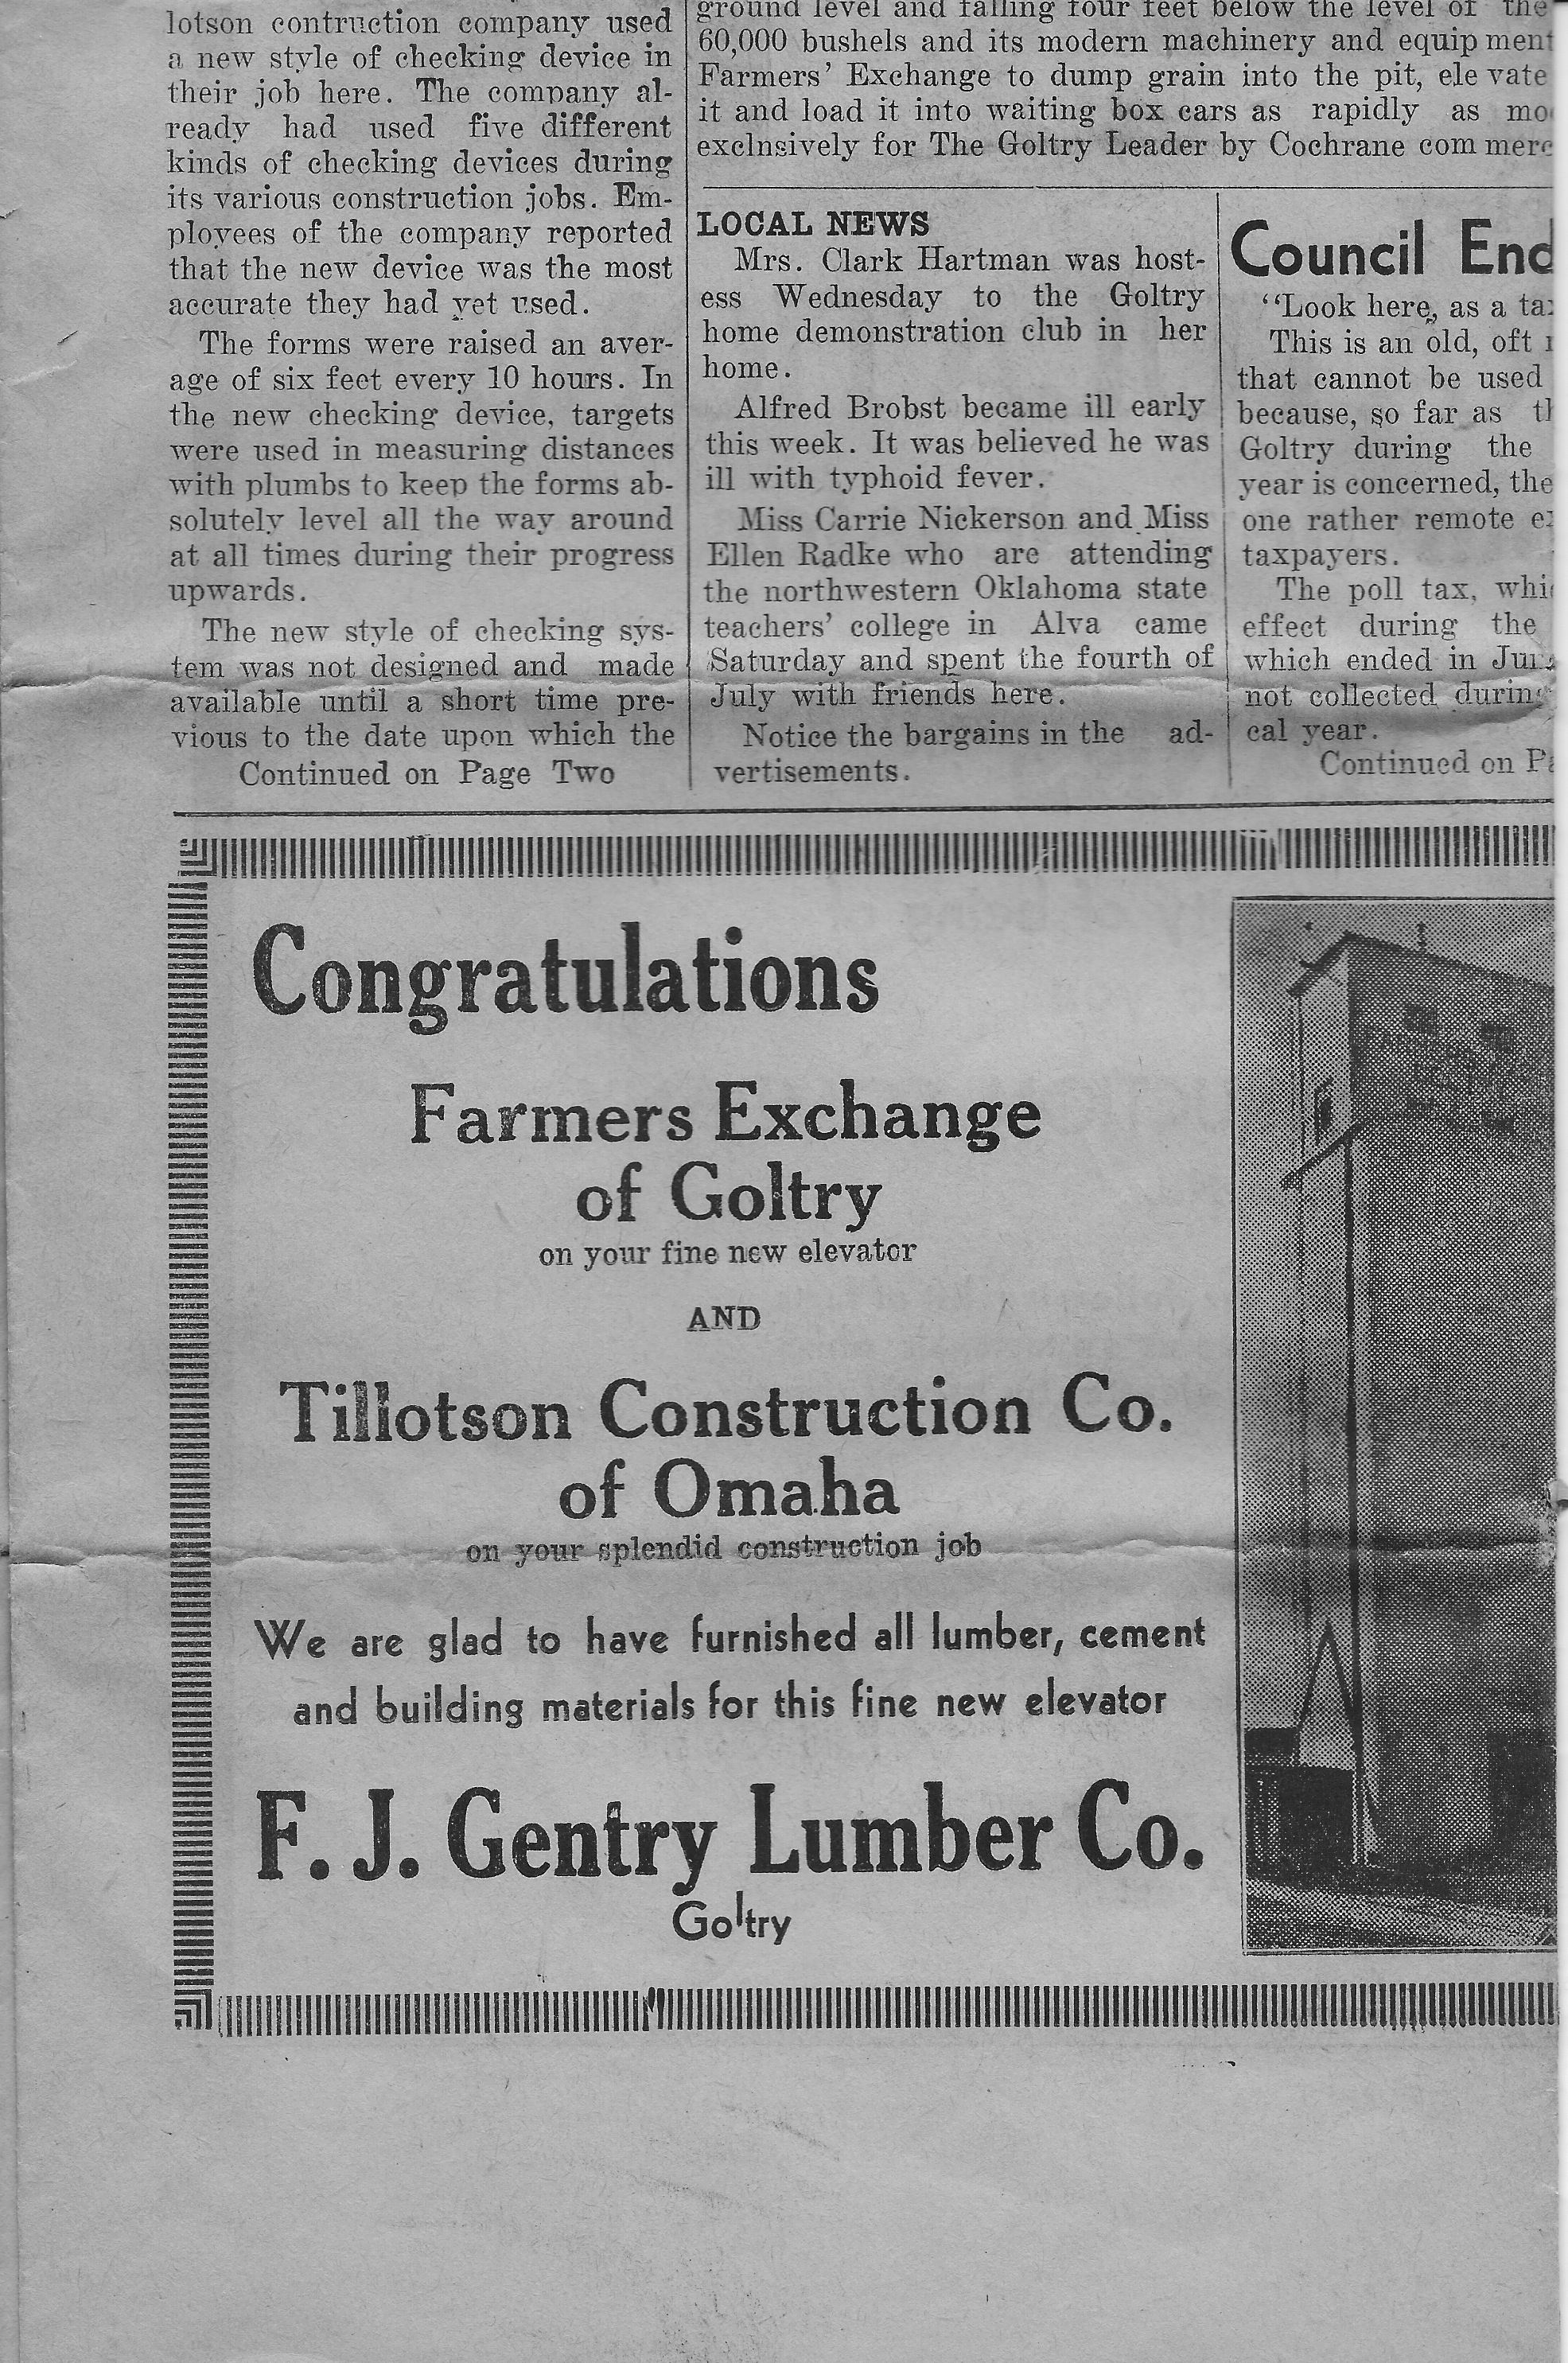 lotson contruction company used
a new style of checking device in
their job here. The company al-
ready had used five different
kinds of checking devices during
its various construction jobs. Em-
ployees of the company reported
that the new device was the most
accurate they had yet used.
The forms were raised an aver-
age of six feet every 10 hours. In
the new checking device, targets
were used in measuring distances
with plumbs to keep the forms ab-
solutely level all the way around
at all times during their progress
upwards.
The new style of checking sys-
tem was not designed and made
available until a short time pre-
vious to the date upon which the
Continued on Page Two
ground level and falling four feet below the level of the
60,000 bushels and its modern machinery and equip ment
Farmers' Exchange to dump grain into the pit, ele vate
it and load it into waiting box cars as rapidly as mo
exclnsively for The Goltry Leader by Cochrane com merc
LOCAL NEWS
Mrs. Clark Hartman was host-
ess Wednesday to the Goltry
home demonstration club in her
home.
Alfred Brobst became ill early
this week. It was believed he was
ill with typhoid fever.
Miss Carrie Nickerson and Miss
Ellen Radke who are attending
the northwestern Oklahoma state
teachers' college in Alva came
Saturday and spent the fourth of
July with friends here.
Notice the bargains in the ad-
vertisements.
Council End
"Look here, as a ta
This is an old, oft
that cannot be used
because, so far as
Goltry during the
year is concerned, the
one rather remote
taxpayers.
The poll tax, whi
effect during the
which ended in
not collected during
cal year.
Continued on
Congratulations
Farmers Exchange
of Goltry
on your fine new elevator
AND
Tillotson Construction Co.
of Omaha
on your splendid construction job
We are glad to have furnished all lumber, cement
and building materials for this fine new elevator
F. J. Gentry Lumber Co.
Goltry